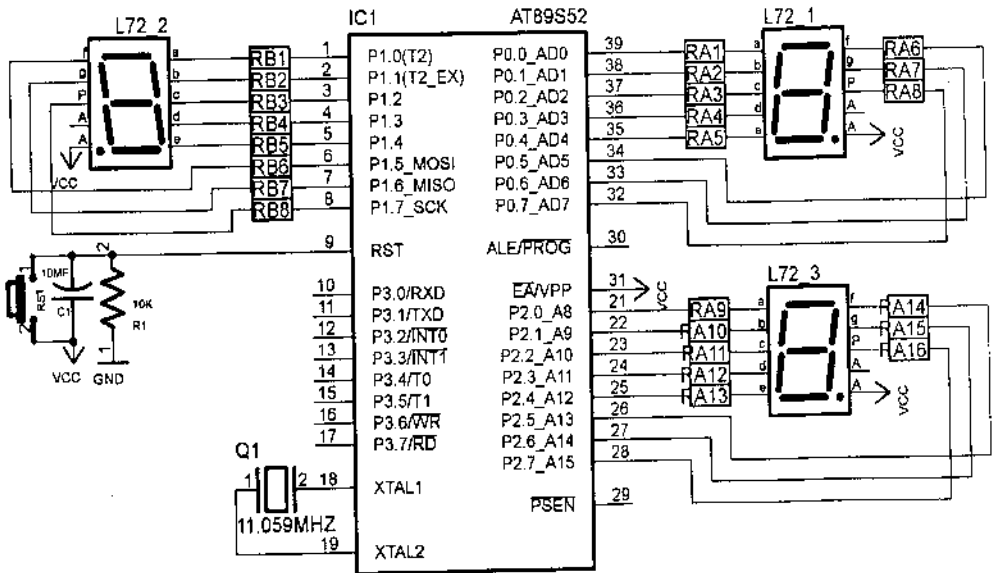 IC1 AT89S52
L72_2
a
b
c
d
e
f
g
P
A
A
VCC
RB1
RB2
RB3
RB4
RB5
RB6
RB7
RB8
1 P1.0(T2)
2 P1.1(T2_EX)
3 P1.2
4 P1.3
5 P1.4
6 P1.5_MOSI
7 P1.6_MISO
8 P1.7_SCK
9 RST
10 P3.0/RXD
11 P3.1/TXD
12 P3.2/INT0
13 P3.3/INT1
14 P3.4/T0
15 P3.5/T1
16 P3.6/WR
17 P3.7/RD
18 XTAL1
19 XTAL2
P0.0_AD0 39
P0.1_AD1 38
P0.2_AD2 37
P0.3_AD3 36
P0.4_AD4 35
P0.5_AD5 34
P0.6_AD6 33
P0.7_AD7 32
ALE/PROG 30
EA/VPP 31
VCC
P2.0_A8 21
P2.1_A9 22
P2.2_A10 23
P2.3_A11 24
P2.4_A12 25
P2.5_A13 26
P2.6_A14 27
P2.7_A15 28
PSEN 29
L72_1
RA1 a
RA2 b
RA3 c
RA4 d
RA5 e
f RA6
g RA7
P RA8
A
A
VCC
L72_3
RA9 a
RA10 b
RA11 c
RA12 d
RA13 e
f RA14
g RA15
P RA16
A
A
VCC
1
2
10MF
C1
2
10K
R1
1
VCC
GND
Q1
1 2
11.059MHZ